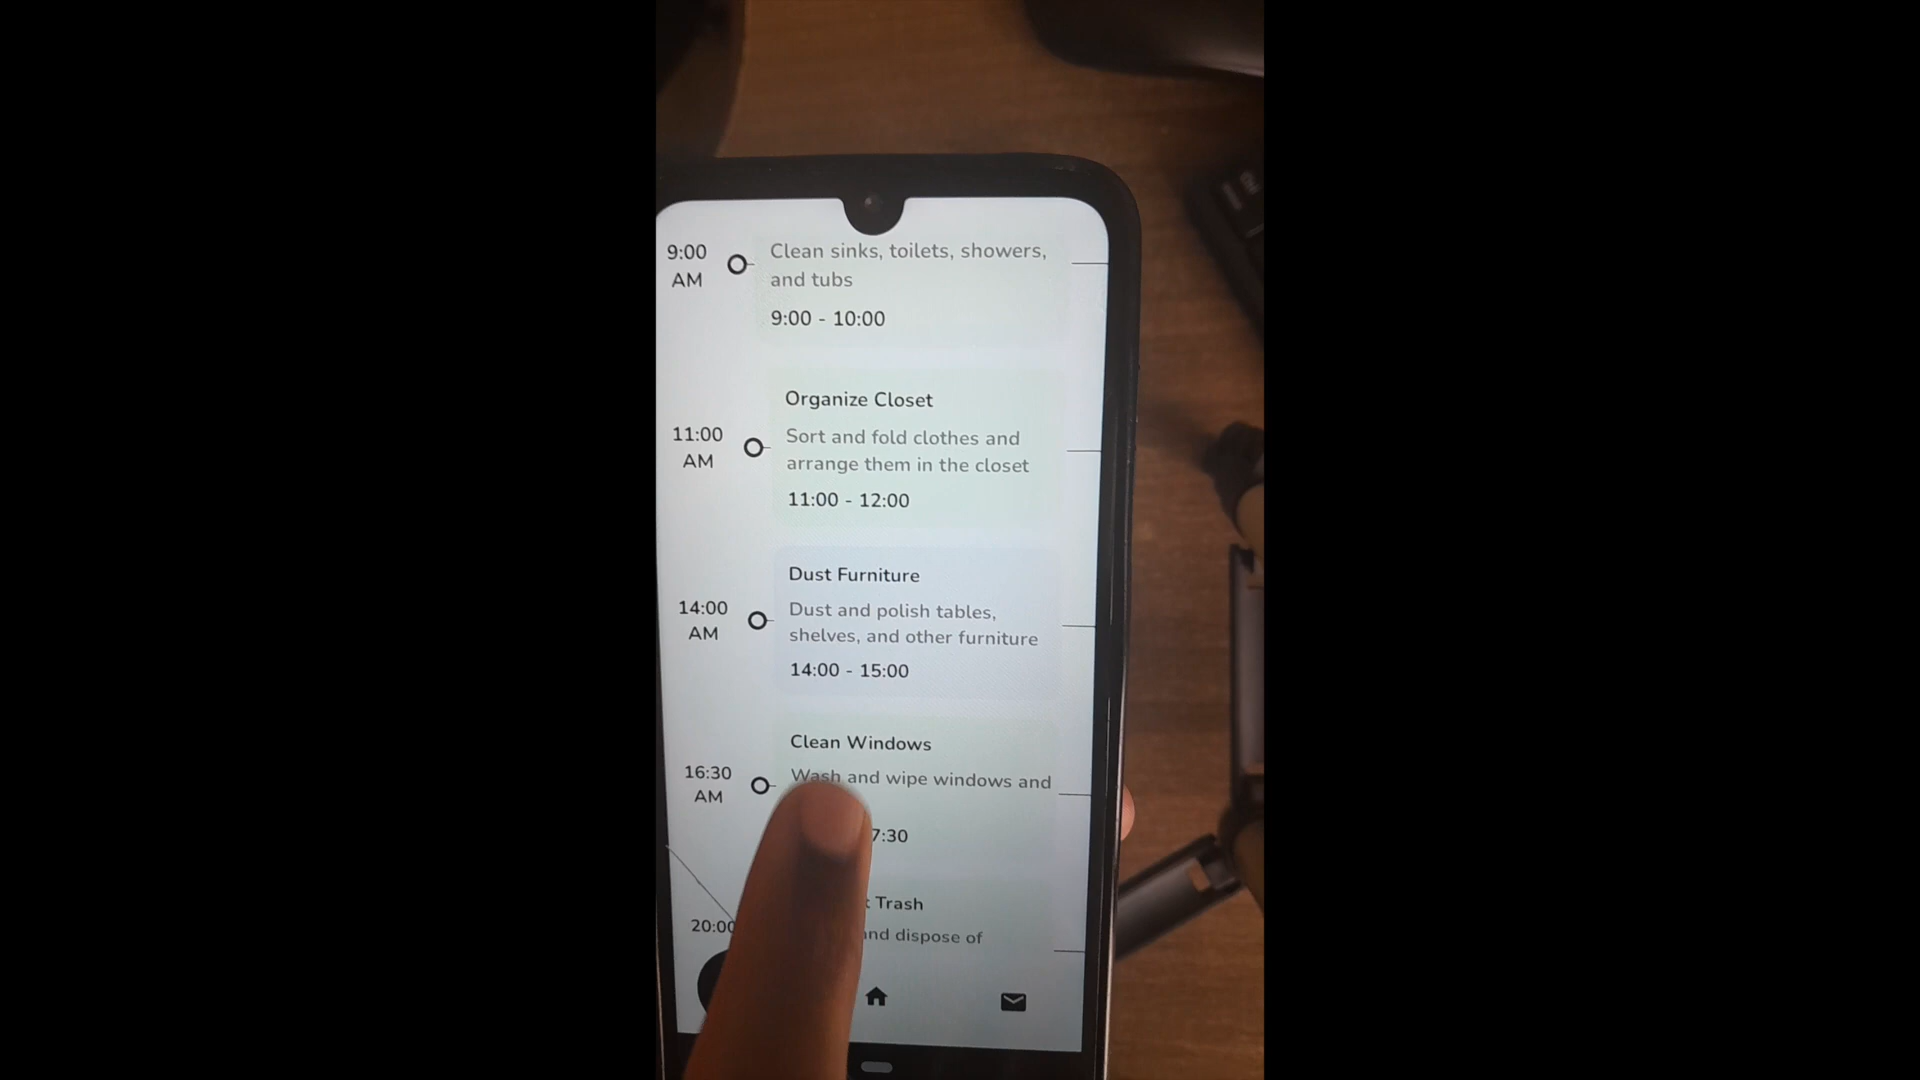 9:00
AM
Clean sinks, toilets, showers,
and tubs
9:00 - 10:00
Organize Closet
11:00
AM
Sort and fold clothes and
arrange them in the closet
11:00 - 12:00
Dust Furniture
14:00
AM
Dust and polish tables,
shelves, and other furniture
14:00 - 15:00
Clean Windows
16:30
AM
Wash and wipe windows and
7:30
Trash
20:00
and dispose of